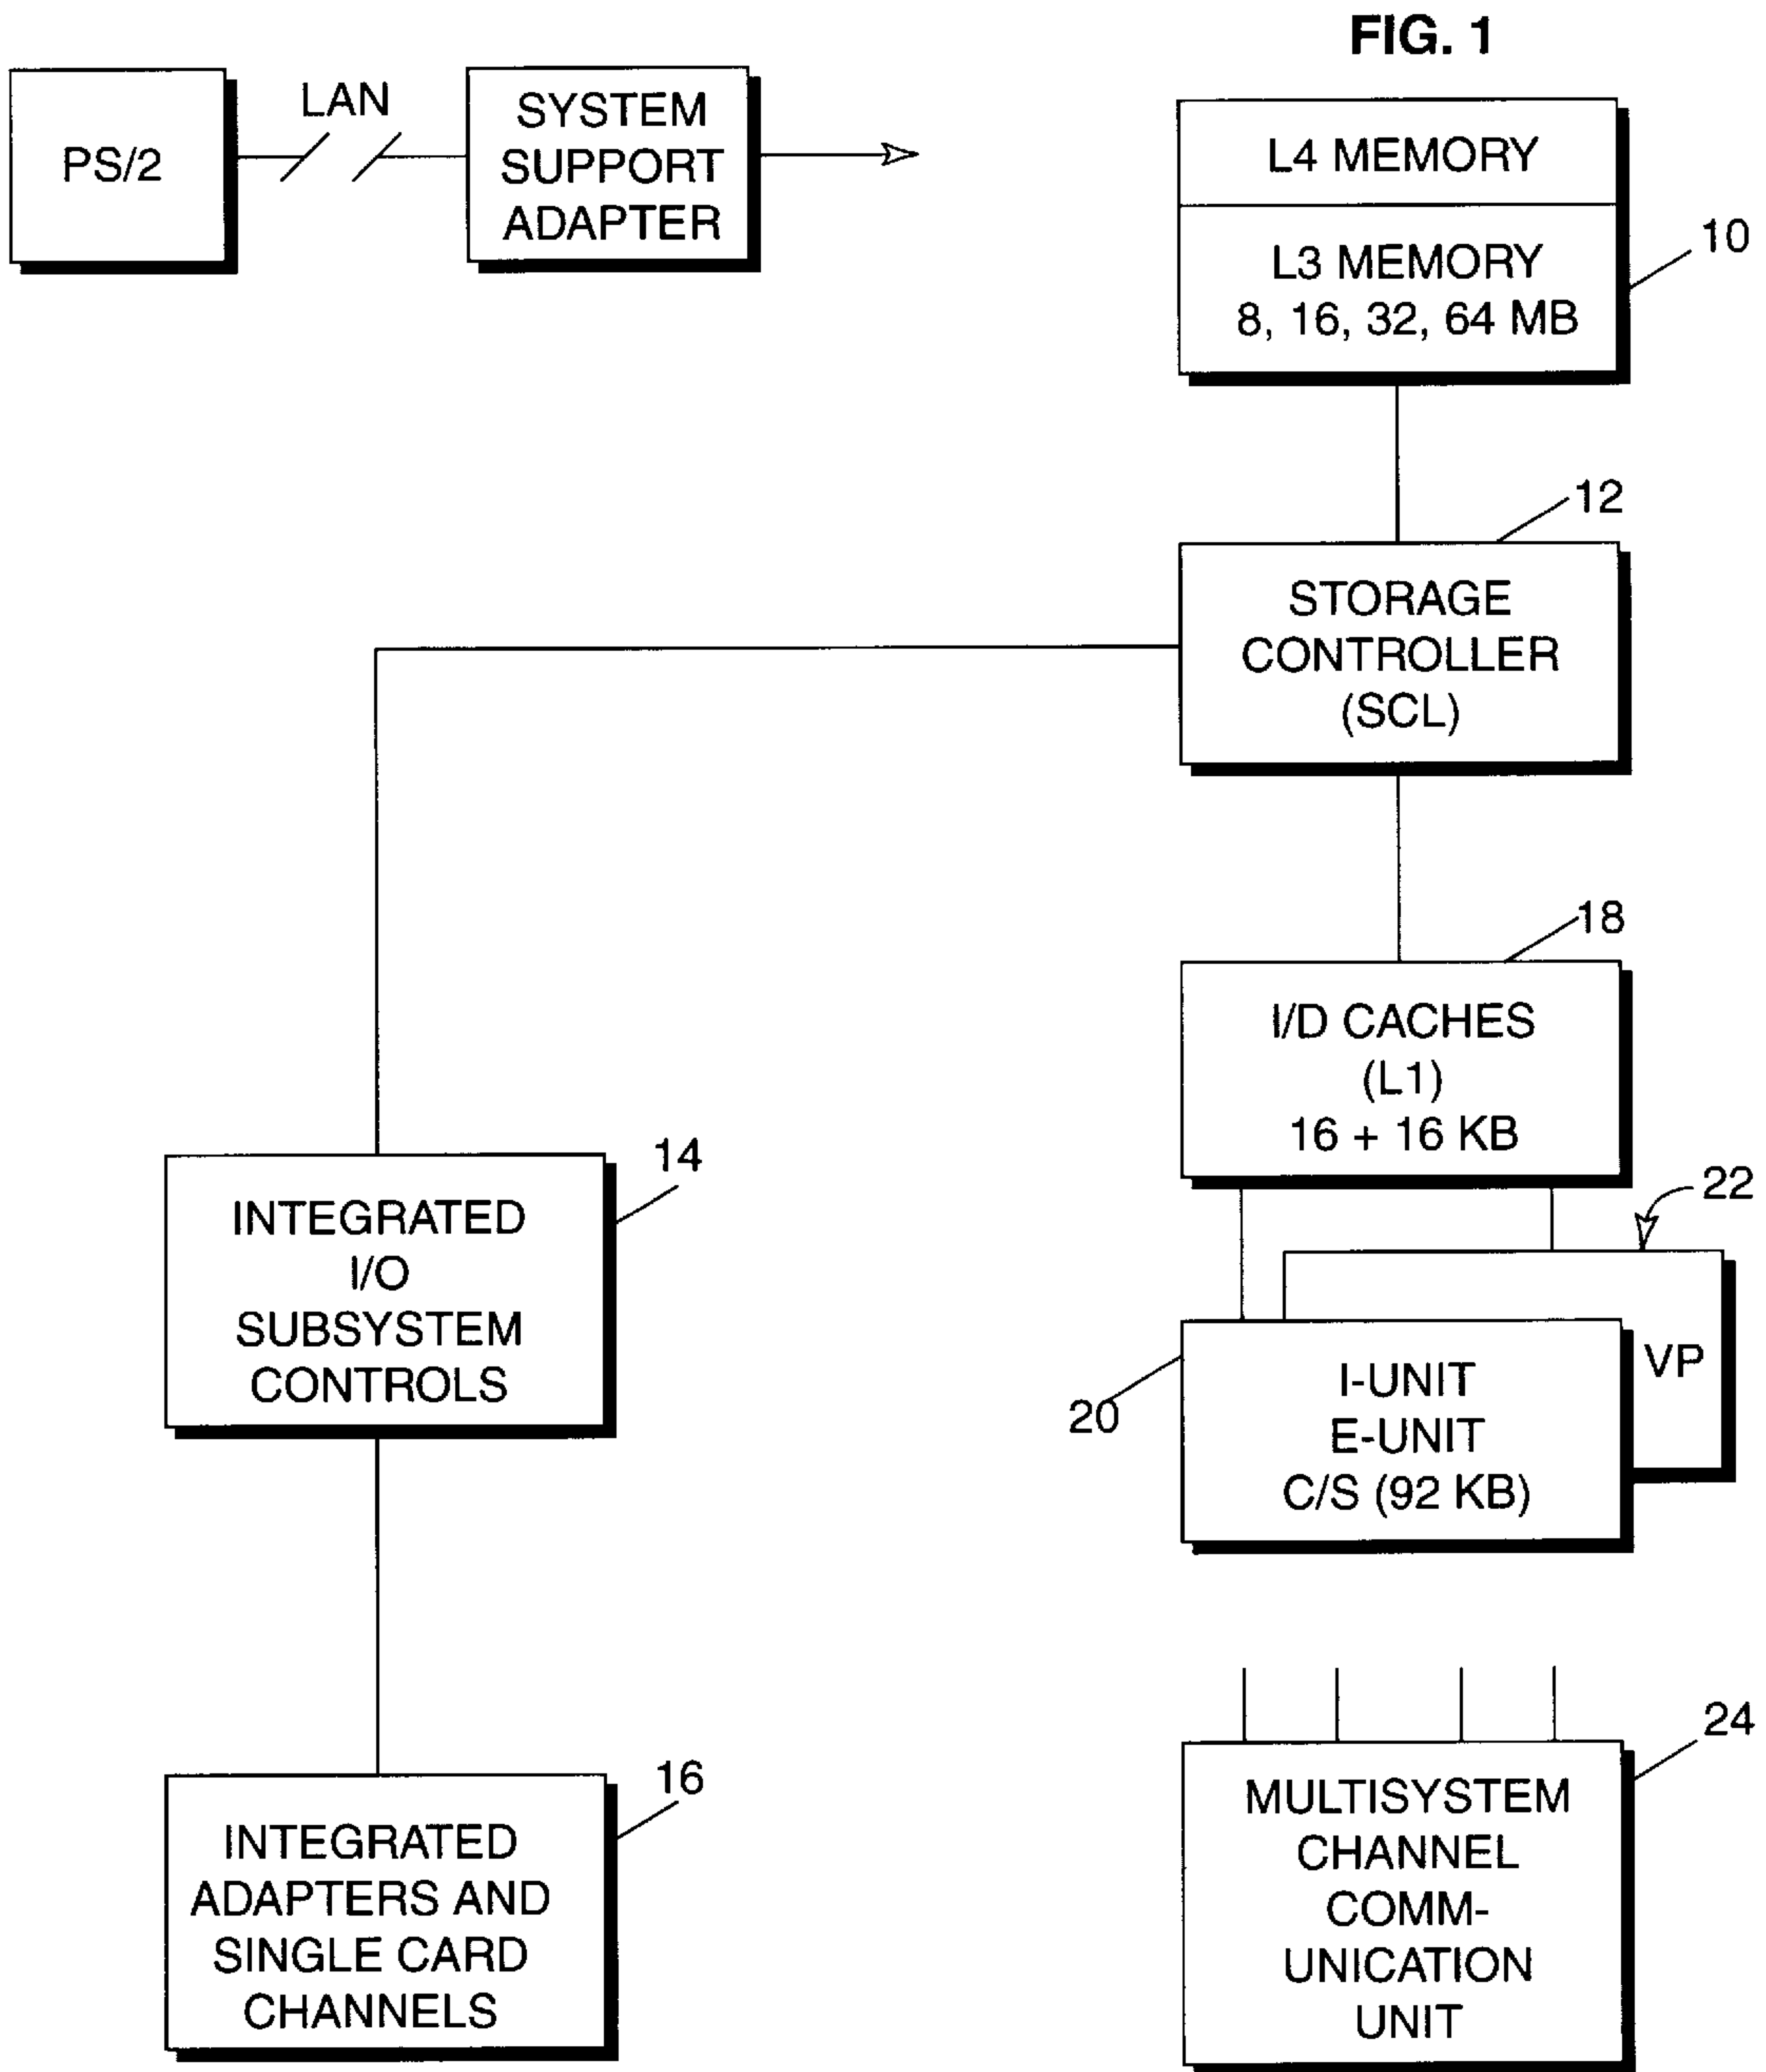 FIG. 1
PS/2
LAN
SYSTEM
SUPPORT
ADAPTER
L4 MEMORY
L3 MEMORY
8, 16, 32, 64 MB
10
12
STORAGE
CONTROLLER
(SCL)
18
I/D CACHES
(L1)
16 + 16 KB
14
INTEGRATED
I/O
SUBSYSTEM
CONTROLS
22
VP
20
I-UNIT
E-UNIT
C/S (92 KB)
16
INTEGRATED
ADAPTERS AND
SINGLE CARD
CHANNELS
24
MULTISYSTEM
CHANNEL
COMM-
UNICATION
UNIT